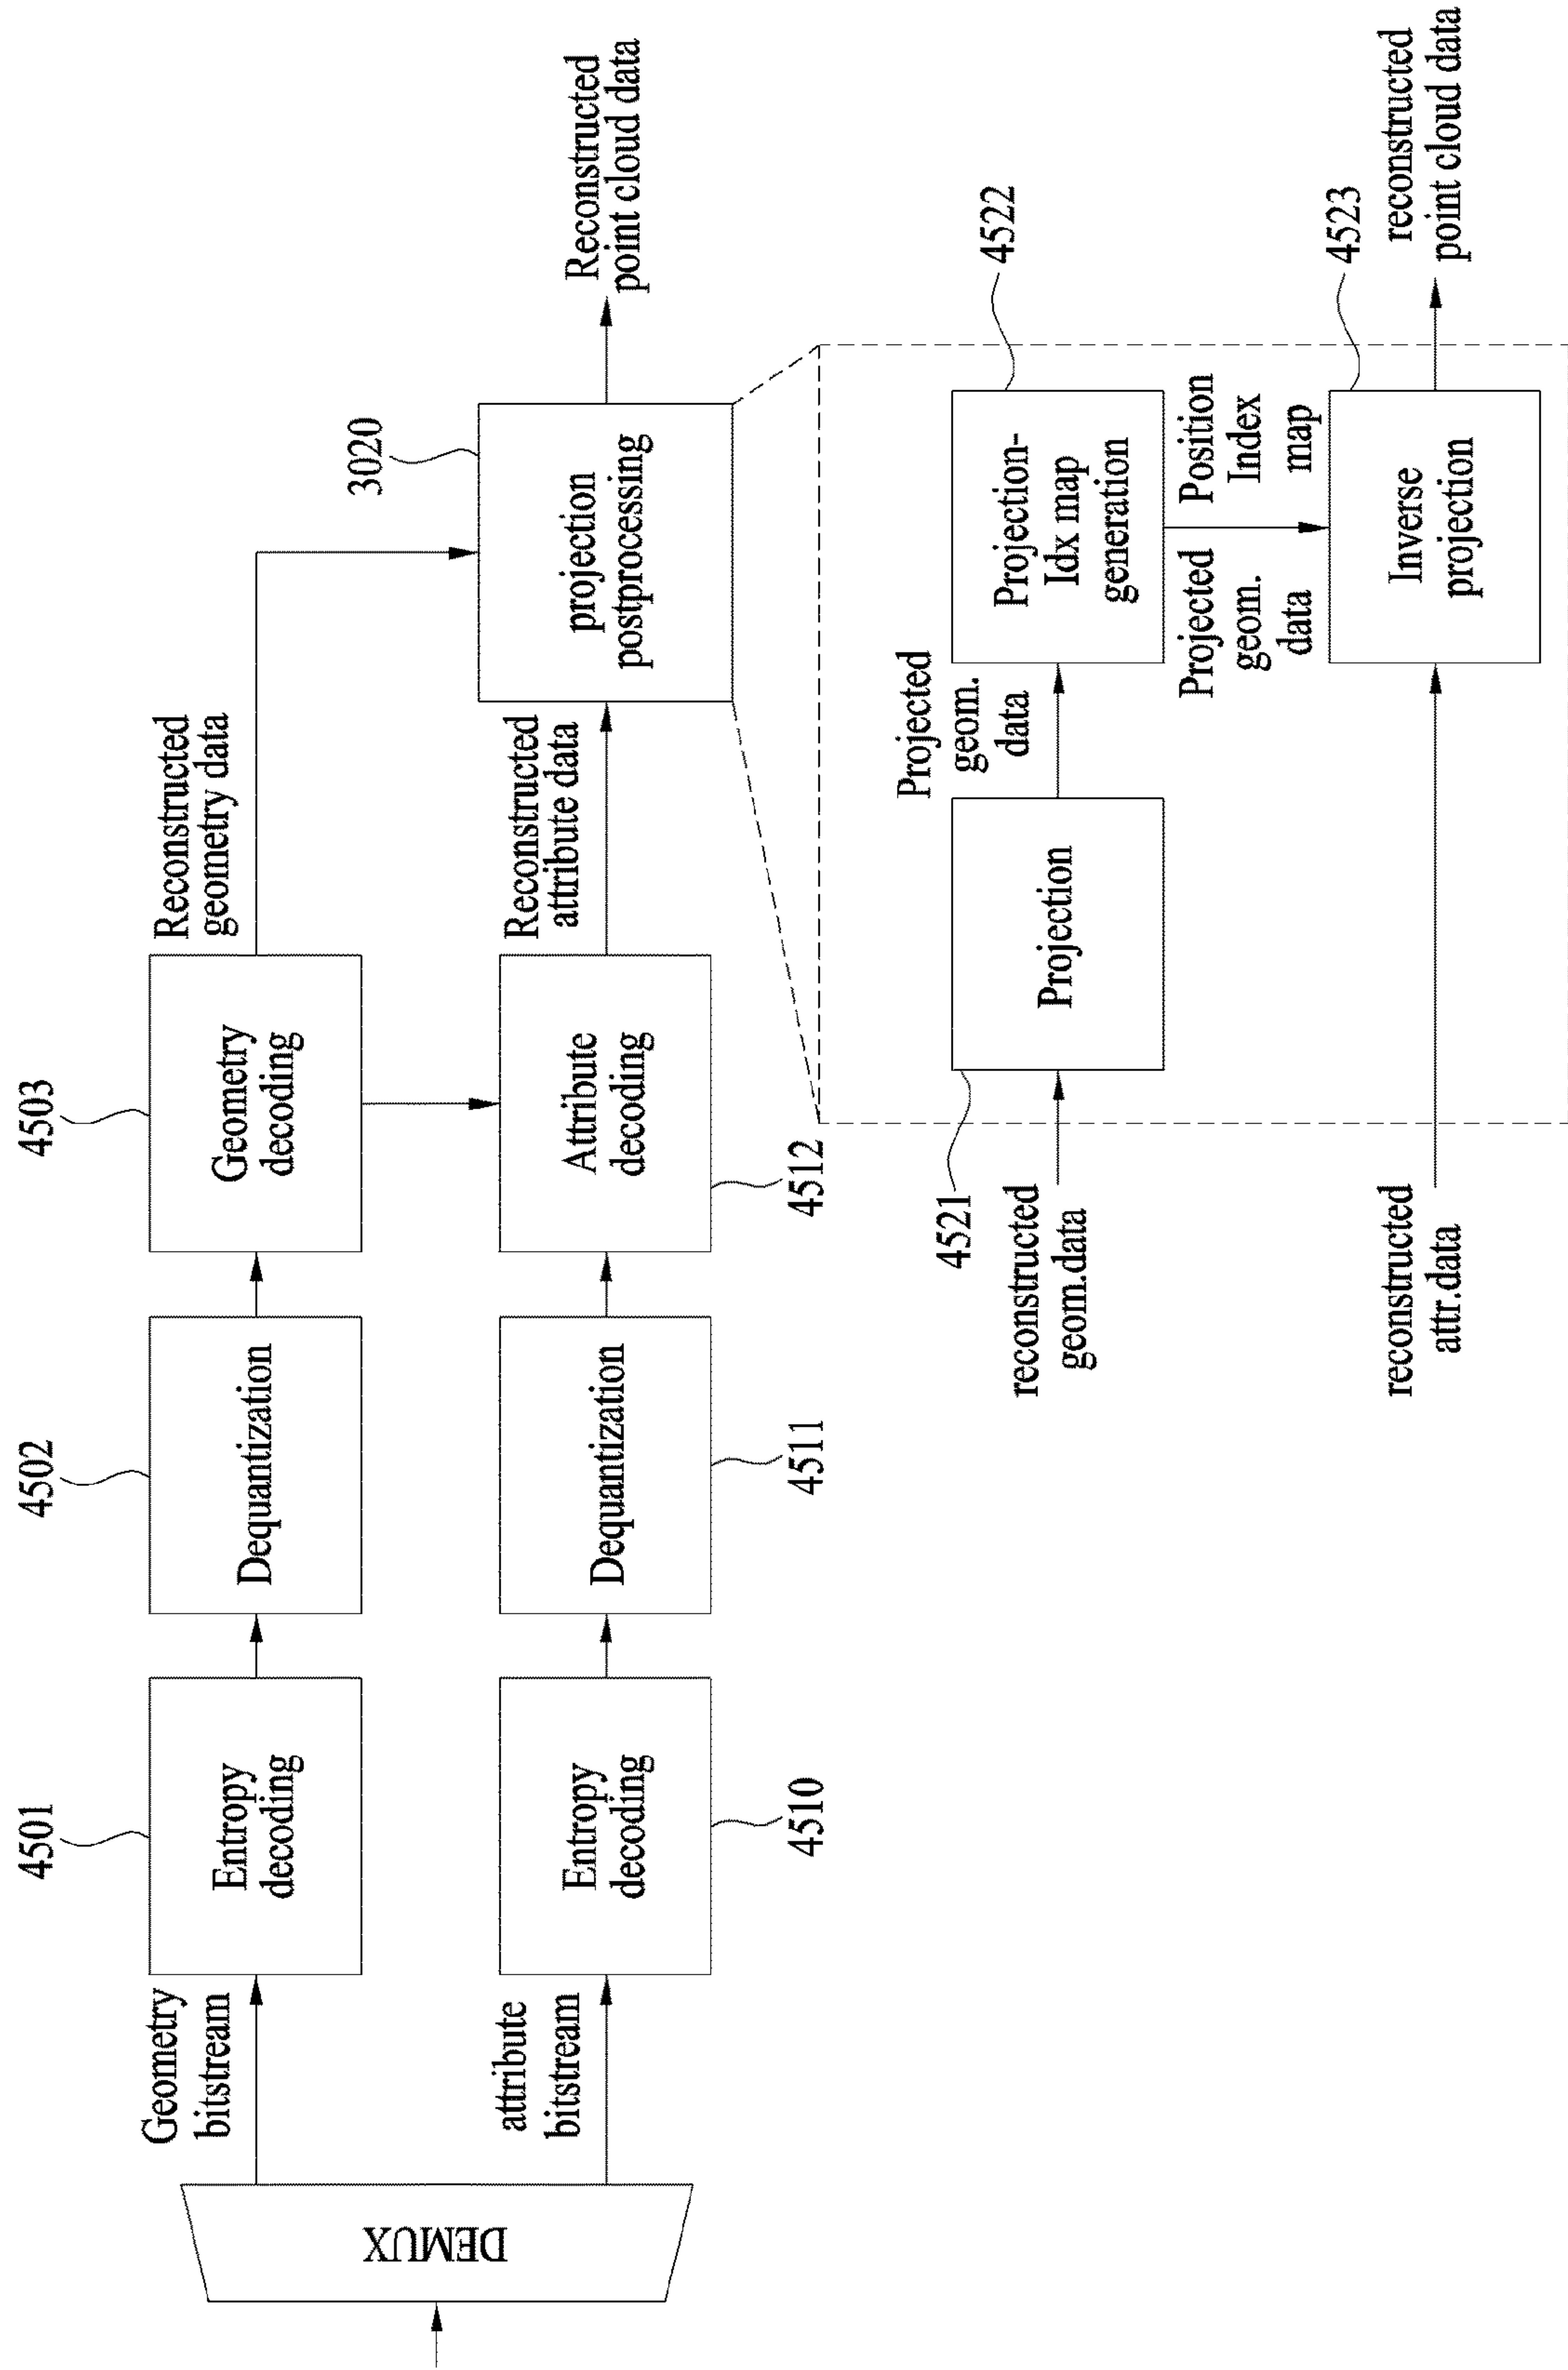 DEMUX
Geometry
bitstream
4501
Entropy
decoding
4502
Dequantization
4503
Geometry
decoding
Reconstructed
geometry data
attribute
bitstream
Entropy
decoding
4510
Dequantization
4511
Attribute
decoding
4512
Reconstructed
attribute data
3020
projection
postprocessing
Reconstructed
point cloud data
4521
reconstructed
geom.data
Projection
Projected
geom.
data
4522
Projection-
Idx map
generation
Projected
geom.
data
Position
Index
map
reconstructed
attr.data
4523
Inverse
projection
reconstructed
point cloud data